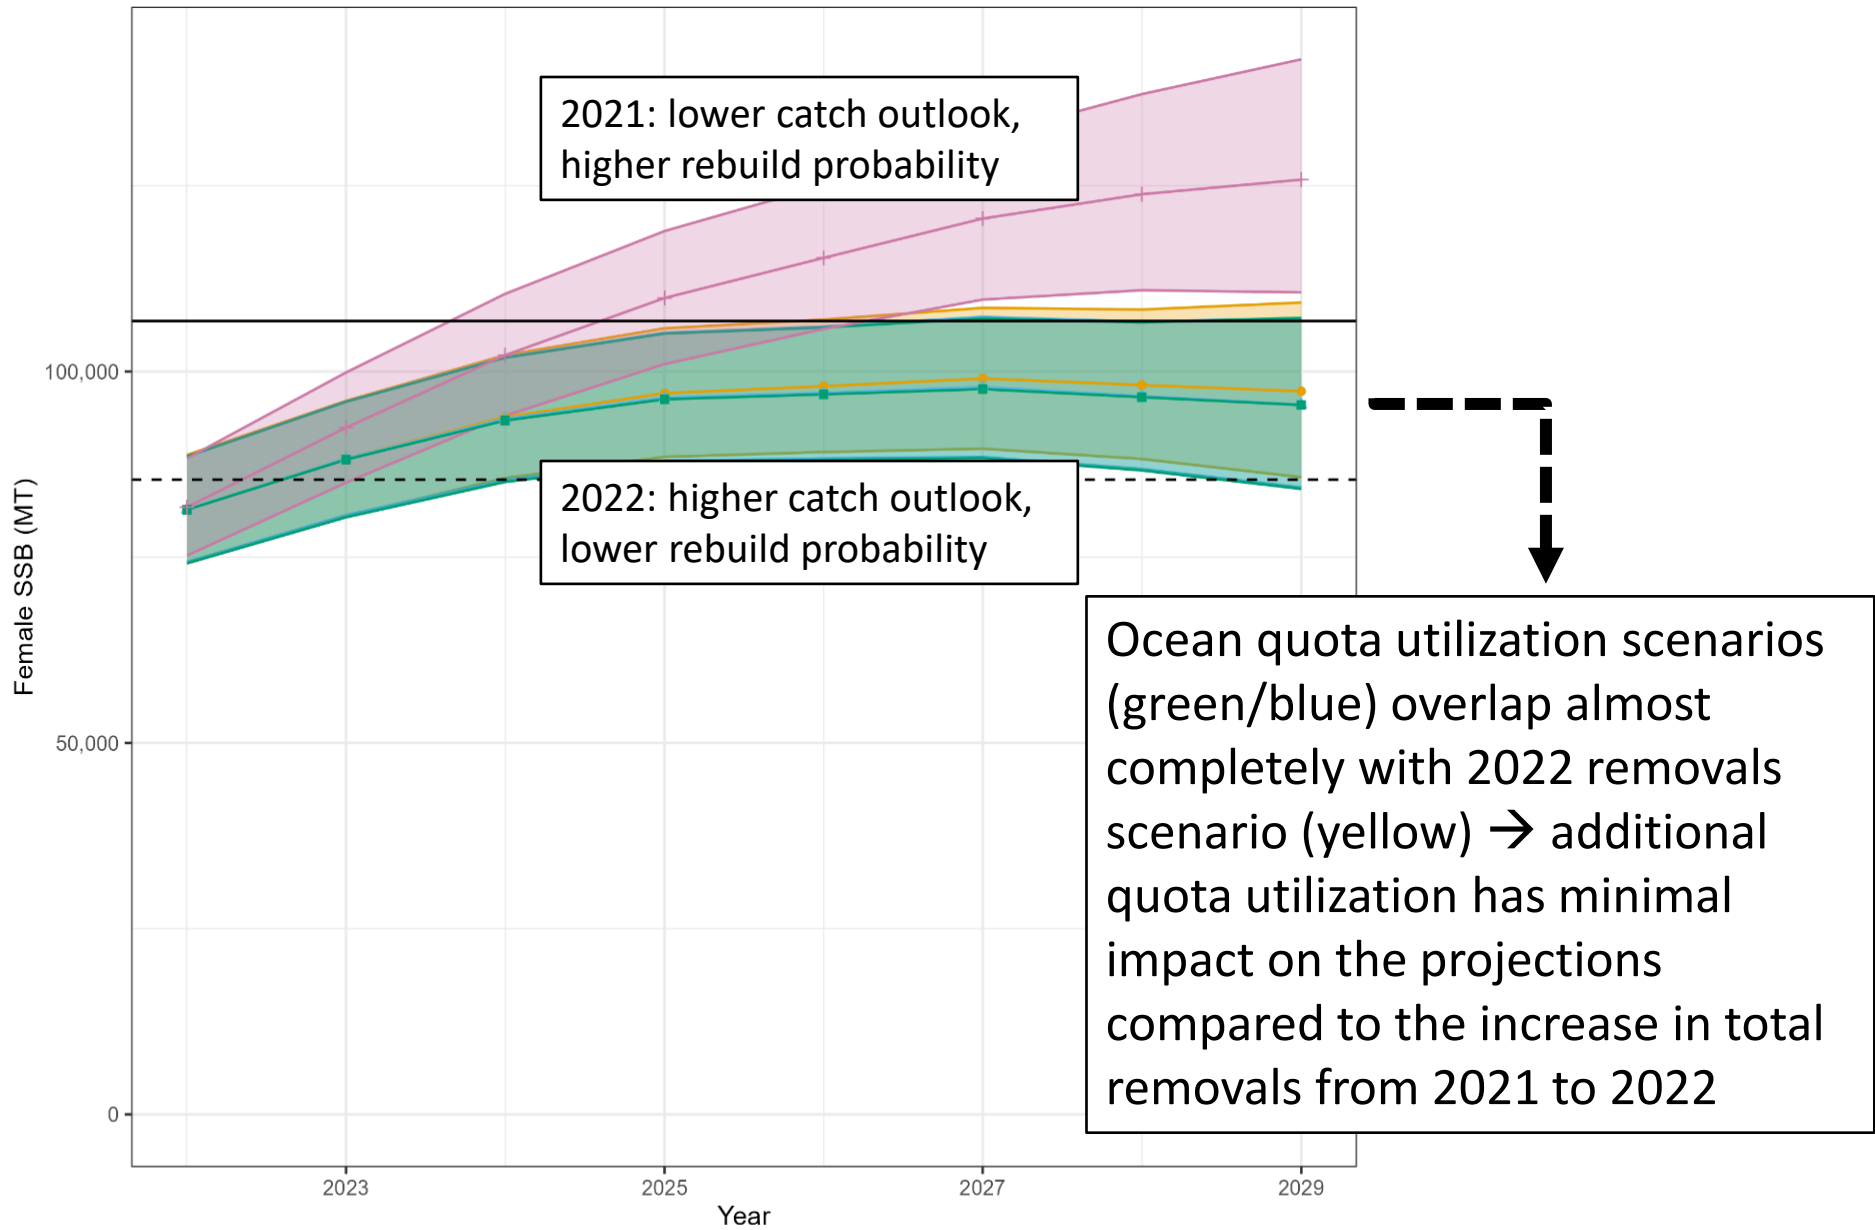 2021: lower catch outlook,
higher rebuild probability
100,000
2022: higher catch outlook,
lower rebuild probability
Female SSB (MT)
50,000
0
2023
2025
2027
2029
Year
Ocean quota utilization scenarios
(green/blue) overlap almost
completely with 2022 removals
scenario (yellow) → additional
quota utilization has minimal
impact on the projections
compared to the increase in total
removals from 2021 to 2022